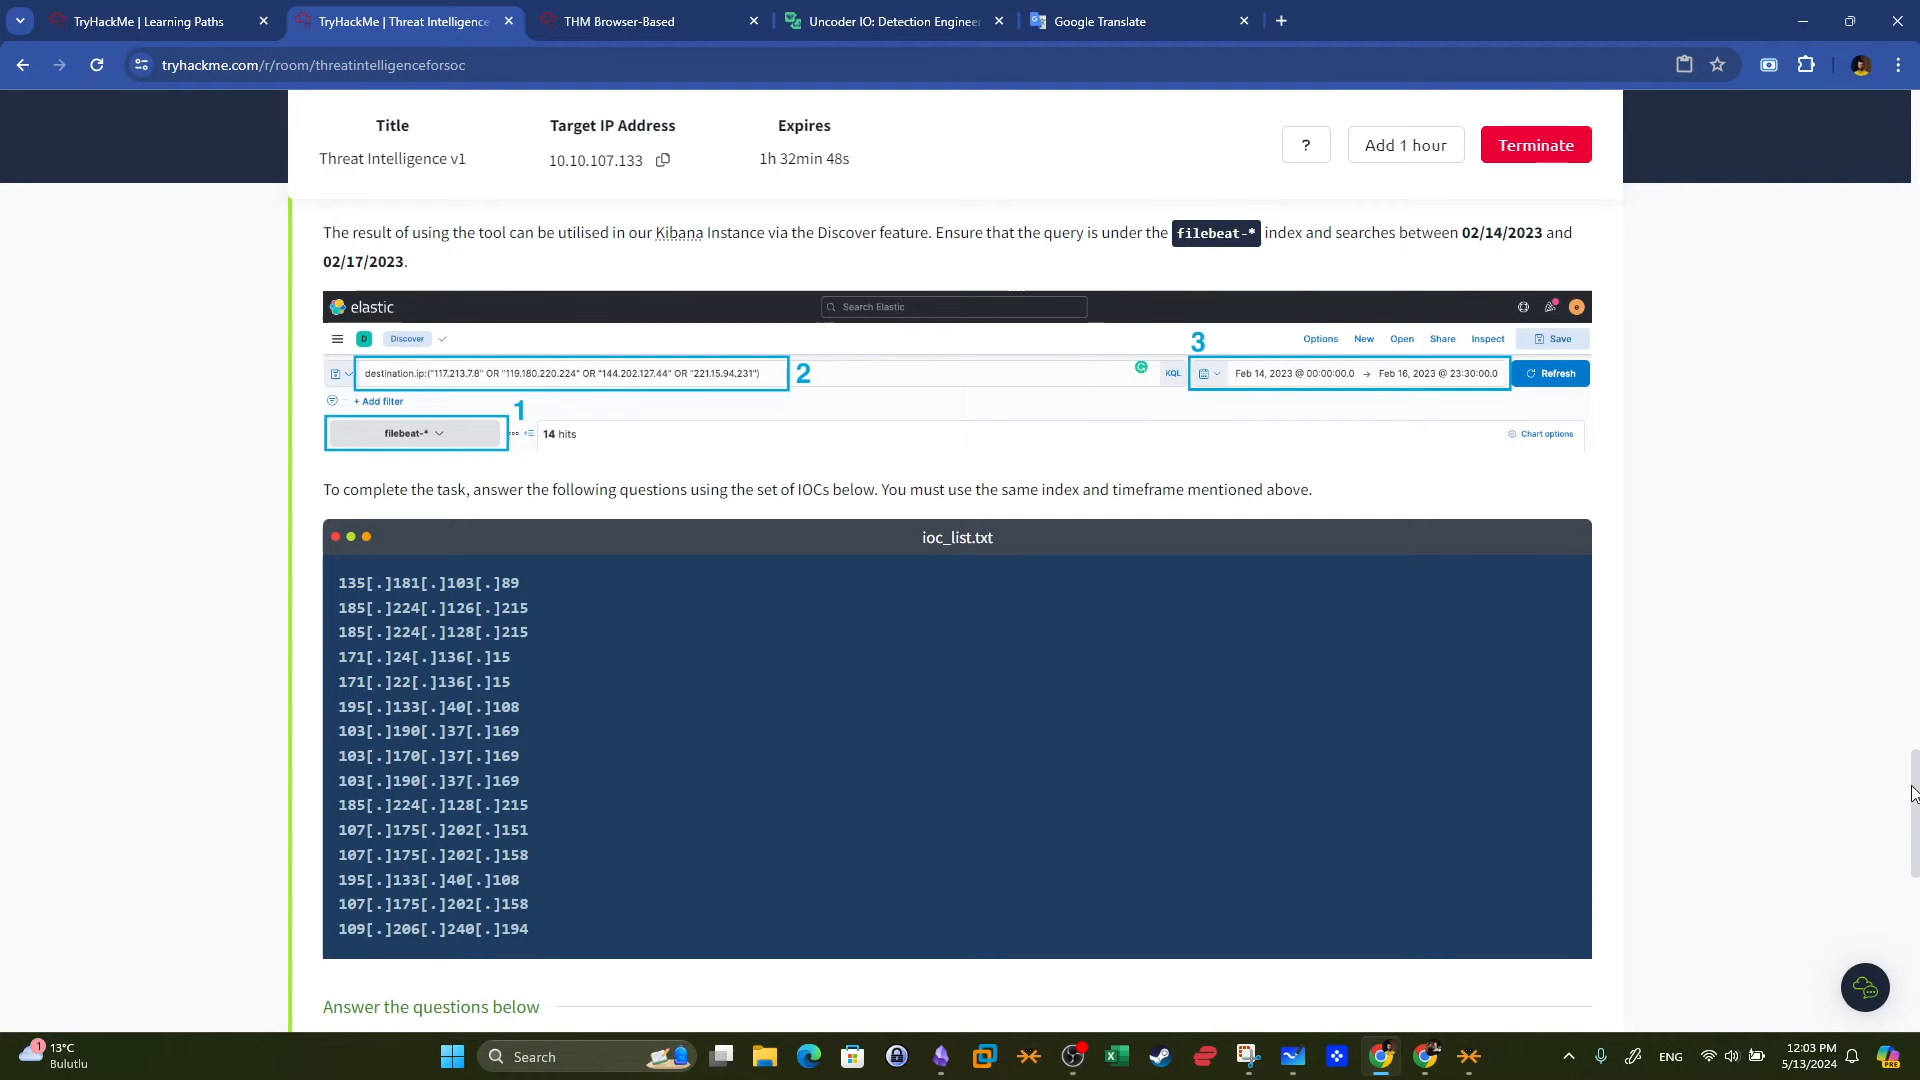 TryHackMe | Learning Paths
TryHackMe | Threat Intelligence
THM Browser-Based
Uncoder IO: Detection Enginee
Google Translate
tryhackme.com/r/room/threatintelligenceforsoc
Title
Target IP Address
Expires
Threat Intelligence v1
10.10.107.133
1h 32min 48s
?
Add 1 hour
Terminate
The result of using the tool can be utilised in our Kibana Instance via the Discover feature. Ensure that the query is under the filebeat-* index and searches between 02/14/2023 and
02/17/2023.
elastic
Search Elastic
e
D
Discover
Options
New
Open
Share
Inspect
Save
3
destination.ip:("117.213.7.8" OR "119.180.220.224" OR "144.202.127.44" OR "221.15.94.231")
2
KQL
Feb 14, 2023 @ 00:00:00.0 → Feb 16, 2023 @ 23:30:00.0
Refresh
+ Add filter
1
filebeat-*
14 hits
Chart options
To complete the task, answer the following questions using the set of IOCs below. You must use the same index and timeframe mentioned above.
ioc_list.txt
135[.]181[.]103[.]89
185[.]224[.]126[.]215
185[.]224[.]128[.]215
171[.]24[.]136[.]15
171[.]22[.]136[.]15
195[.]133[.]40[.]108
103[.]190[.]37[.]169
103[.]170[.]37[.]169
103[.]190[.]37[.]169
185[.]224[.]128[.]215
107[.]175[.]202[.]151
107[.]175[.]202[.]158
195[.]133[.]40[.]108
107[.]175[.]202[.]158
109[.]206[.]240[.]194
Answer the questions below
1
13°C
Bulutlu
Search
ENG
12:03 PM
5/13/2024
PRE